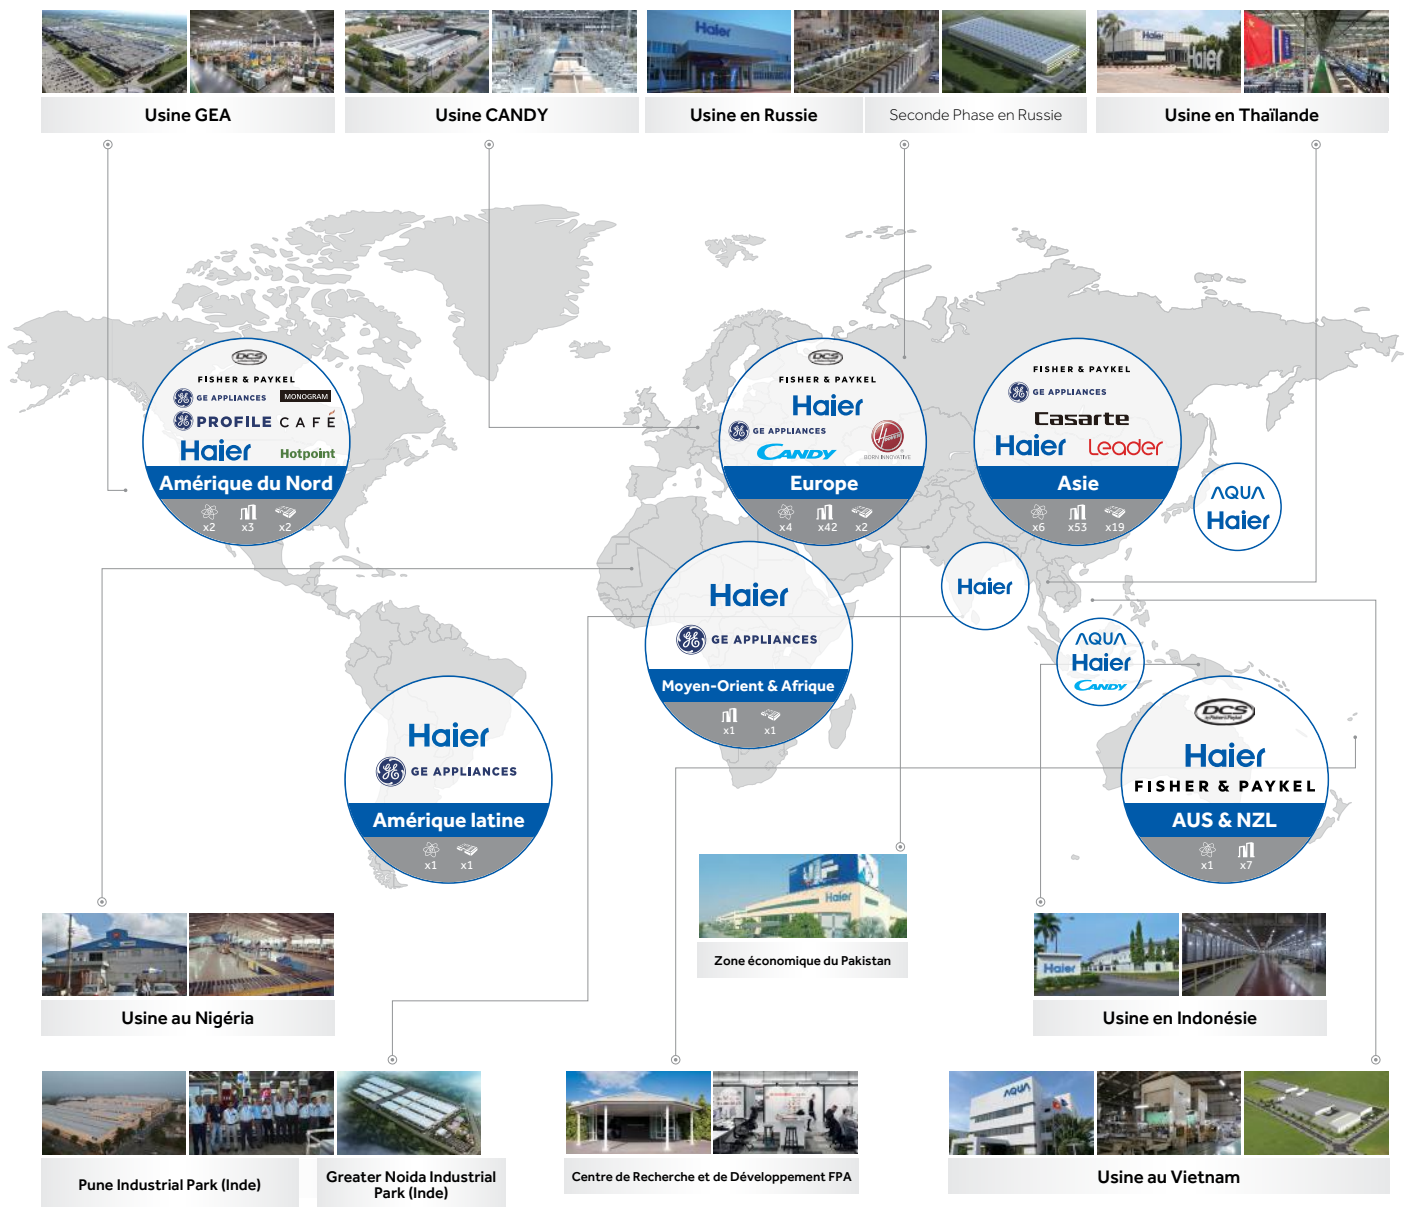 Haier
Haier
Usine GEA
Usine CANDY
Usine en Russie
Seconde Phase en Russie
Usine en Thaïlande
DCS
FISHER & PAYKEL
GE APPLIANCES
MONOGRAM
PROFILE
CAFÉ
Haier
Hotpoint
Amérique du Nord
x2
x3
x2
DCS
FISHER & PAYKEL
Haier
GE APPLIANCES
CANDY
HOOVER
BORN INNOVATIVE
Europe
x4
x42
x2
FISHER & PAYKEL
GE APPLIANCES
Casarte
Haier
Leader
Asie
x6
x53
x19
AQUA
Haier
Haier
Haier
GE APPLIANCES
Moyen-Orient & Afrique
x1
x1
AQUA
Haier
CANDY
Haier
GE APPLIANCES
Amérique latine
x1
x1
DCS
by Fisher & Paykel
Haier
FISHER & PAYKEL
AUS & NZL
x1
x7
Haier
Zone économique du Pakistan
Usine au Nigéria
Haier
Usine en Indonésie
Pune Industrial Park (Inde)
Greater Noida Industrial
Park (Inde)
Centre de Recherche et de Développement FPA
AQUA
Usine au Vietnam